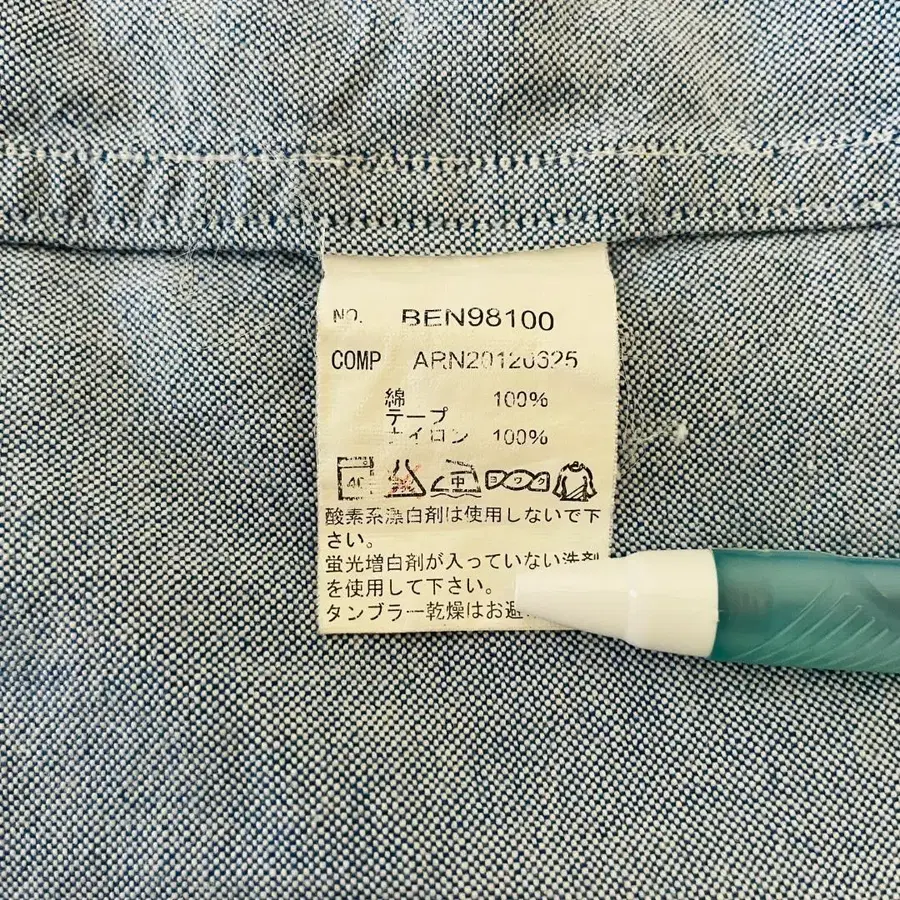 NO. BEN98100
COMP ARN20120325
綿 100%
テープ
ナイロン 100%
40 中
酸素系漂白剤は使用しないで下
さい。
蛍光増白剤が入っていない洗剤
を使用して下さい。
タンブラー乾燥はお避